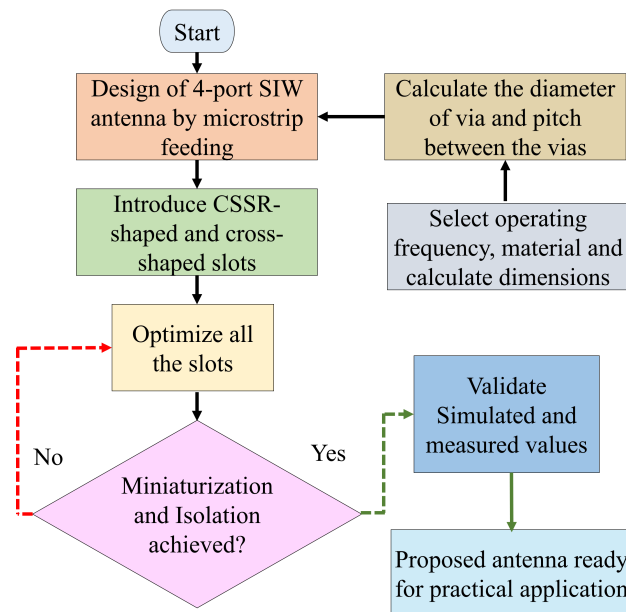 Start
Design of 4-port SIW
antenna by microstrip
feeding
Calculate the diameter
of via and pitch
between the vias
Introduce CSSR-
shaped and cross-
shaped slots
Select operating
frequency, material and
calculate dimensions
Optimize all
the slots
Validate
Simulated and
measured values
No
Yes
Miniaturization
and Isolation
achieved?
Proposed antenna ready
for practical application